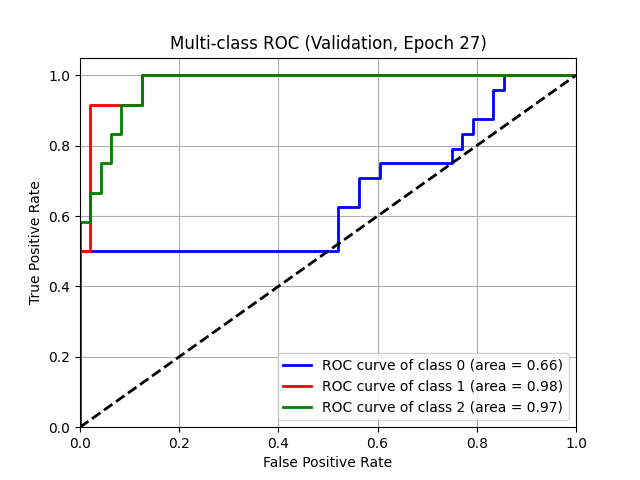 Multi-class ROC (Validation, Epoch 27)
True Positive Rate
1.0
0.8
0.6
0.4
0.2
0.0
ROC curve of class 0 (area = 0.66)
ROC curve of class 1 (area = 0.98)
ROC curve of class 2 (area = 0.97)
0.0 0.2 0.4 0.6 0.8 1.0
False Positive Rate